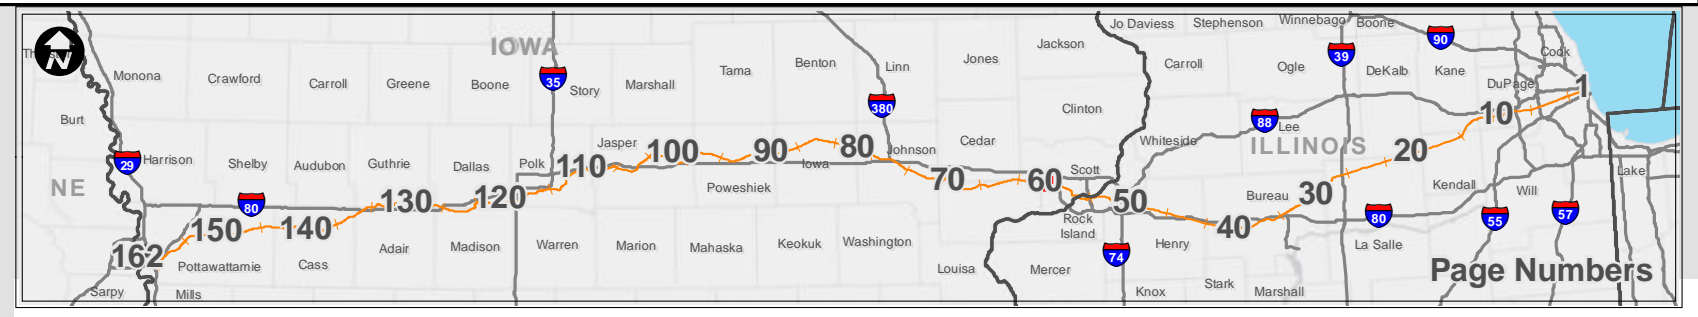 Jo Daviess Stephenson Winnebago Boone
IOWA
Th
N
Monona Crawford Carroll Greene Boone 35 Story Marshall Tama Benton Linn Jones Jackson Carroll Ogle 39 DeKalb 90 Kane Cook
DuPage 1
Burt 380 Clinton 88 Lee 10
Whiteside ILLINOIS
29 Harrison Shelby Audubon Guthrie Dallas Polk Jasper 100 90 80 Johnson Cedar Scott 20
110 Iowa
NE 80 130 120 Poweshiek 70 60 50 Bureau 30 Kendall Will Lake
162 150 140 Adair Madison Warren Marion Mahaska Keokuk Washington Rock Island 74 Henry 40 La Salle 80 55 57
Pottawattamie Cass Louisa Mercer Page Numbers
Sarpy Mills Knox Stark Marshall